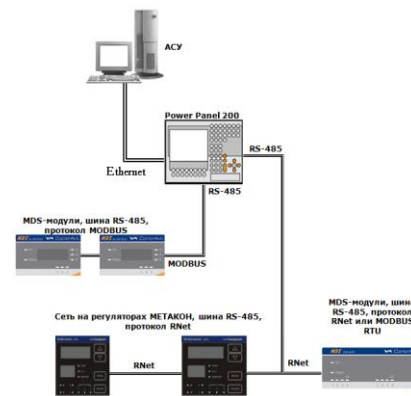 АСУ
Power Panel 200
RS-485
Ethernet
RS-485
MDS-модули, шина RS-485,
протокол MODBUS
MODBUS
MDS-модули, шина
RS-485, протокол
RNet или MODBUS
RTU
Сеть на регуляторах МЕТАКОН, шина RS-485,
протокол RNet
RNet
RNet